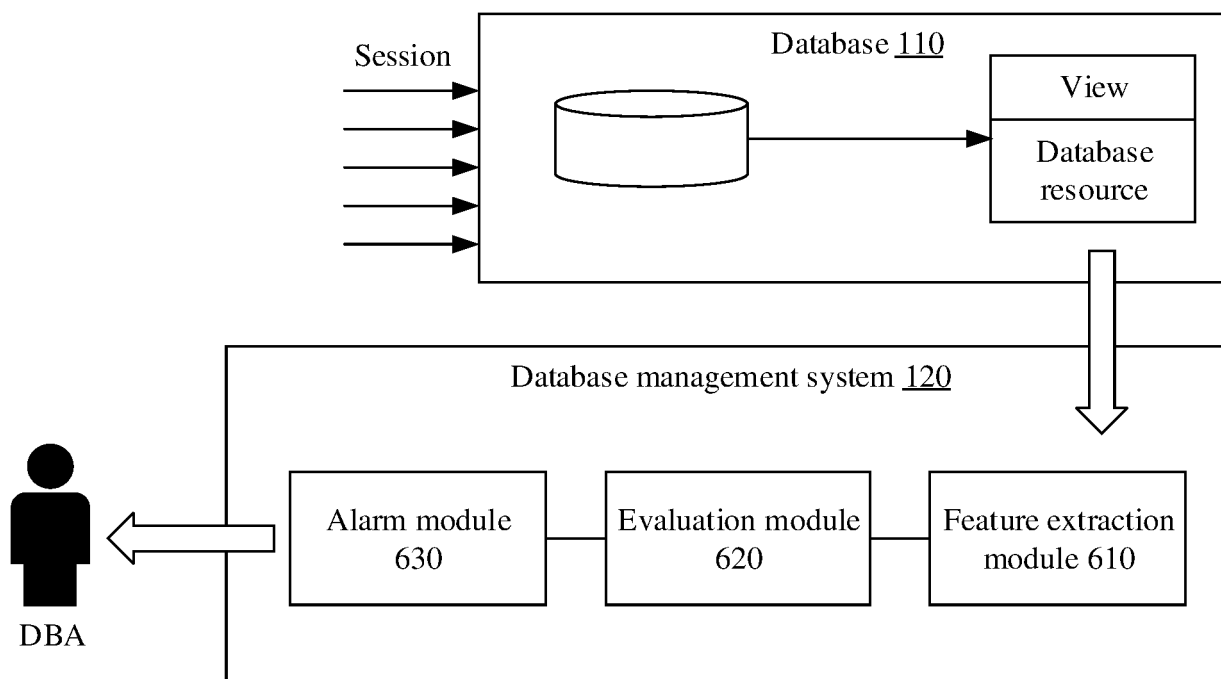 Database 110
Session
View
Database
resource
Database management system 120
Alarm module
630
Evaluation module
620
Feature extraction
module 610
DBA